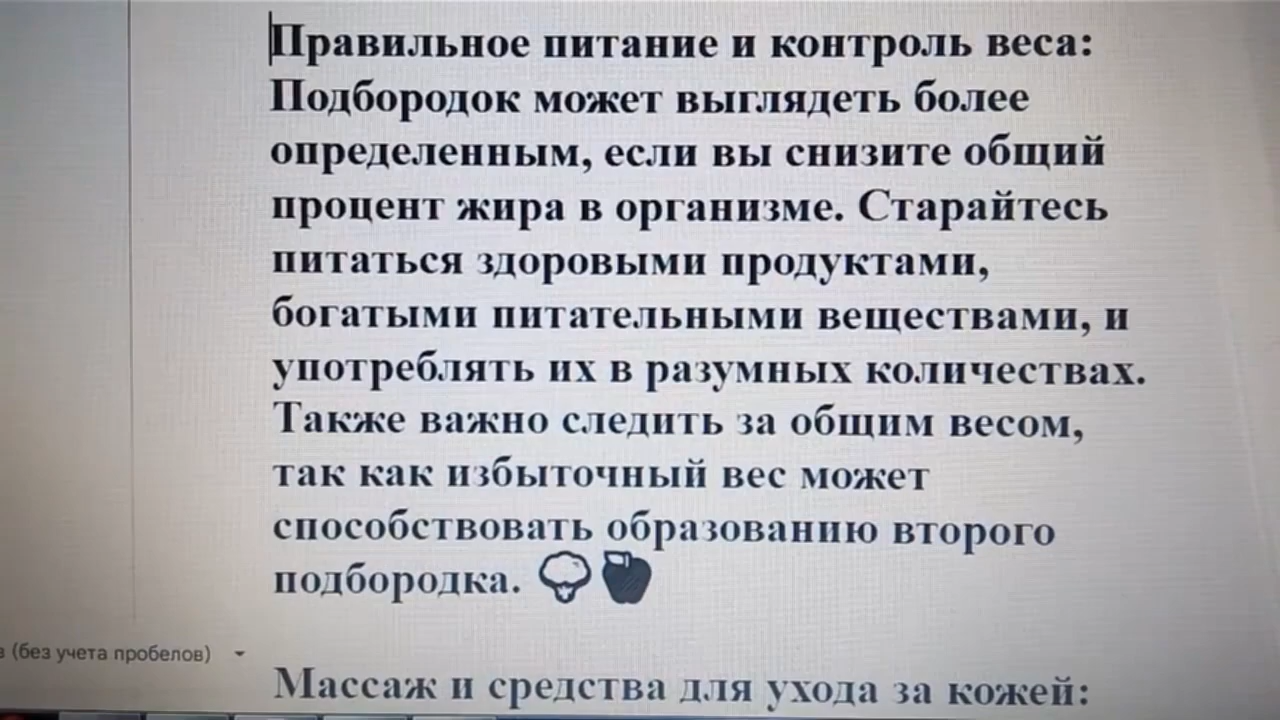 Правильное питание и контроль веса:
Подбородок может выглядеть более
определенным, если вы снизите общий
процент жира в организме. Старайтесь
питаться здоровыми продуктами,
богатыми питательными веществами, и
употреблять их в разумных количествах.
Также важно следить за общим весом,
так как избыточный вес может
способствовать образованию второго
подбородка. 🥦🍎
в (без учета пробелов)
Массаж и средства для ухода за кожей: